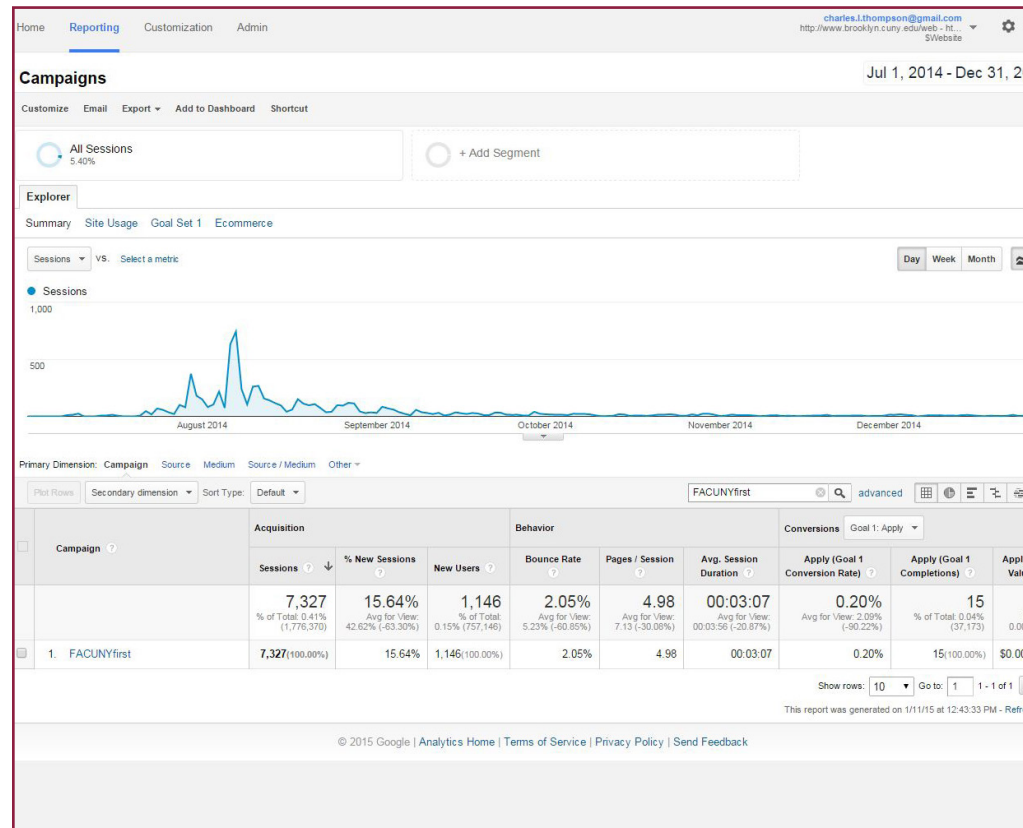 Home Reporting Customization Admin
charles.l.thompson@gmail.com
http://www.brooklyn.cuny.edu/web - ht...
$Website
Campaigns
Jul 1, 2014 - Dec 31, 2
Customize Email Export Add to Dashboard Shortcut
All Sessions
5.40%
+ Add Segment
Explorer
Summary Site Usage Goal Set 1 Ecommerce
Sessions VS. Select a metric
Day Week Month
Sessions
1,000
500
August 2014 September 2014 October 2014 November 2014 December 2014
Primary Dimension: Campaign Source Medium Source / Medium Other
Plot Rows Secondary dimension Sort Type: Default
FACUNYfirst advanced
Campaign
Acquisition Behavior Conversions Goal 1: Apply
Sessions % New Sessions New Users Bounce Rate Pages / Session Avg. Session Duration Apply (Goal 1 Conversion Rate) Apply (Goal 1 Completions) Appl Valu
7,327 15.64% 1,146 2.05% 4.98 00:03:07 0.20% 15
% of Total: 0.41% (1,776,370) Avg for View: 42.62% (-63.30%) % of Total: 0.15% (757,146) Avg for View: 5.23% (-60.85%) Avg for View: 7.13 (-30.08%) Avg for View: 00:03:56 (-20.87%) Avg for View: 2.09% (-90.22%) % of Total: 0.04% (37,173) 0.00
1. FACUNYfirst 7,327(100.00%) 15.64% 1,146(100.00%) 2.05% 4.98 00:03:07 0.20% 15(100.00%) $0.00
Show rows: 10 Go to: 1 1 - 1 of 1
This report was generated on 1/11/15 at 12:43:33 PM - Refre
© 2015 Google | Analytics Home | Terms of Service | Privacy Policy | Send Feedback